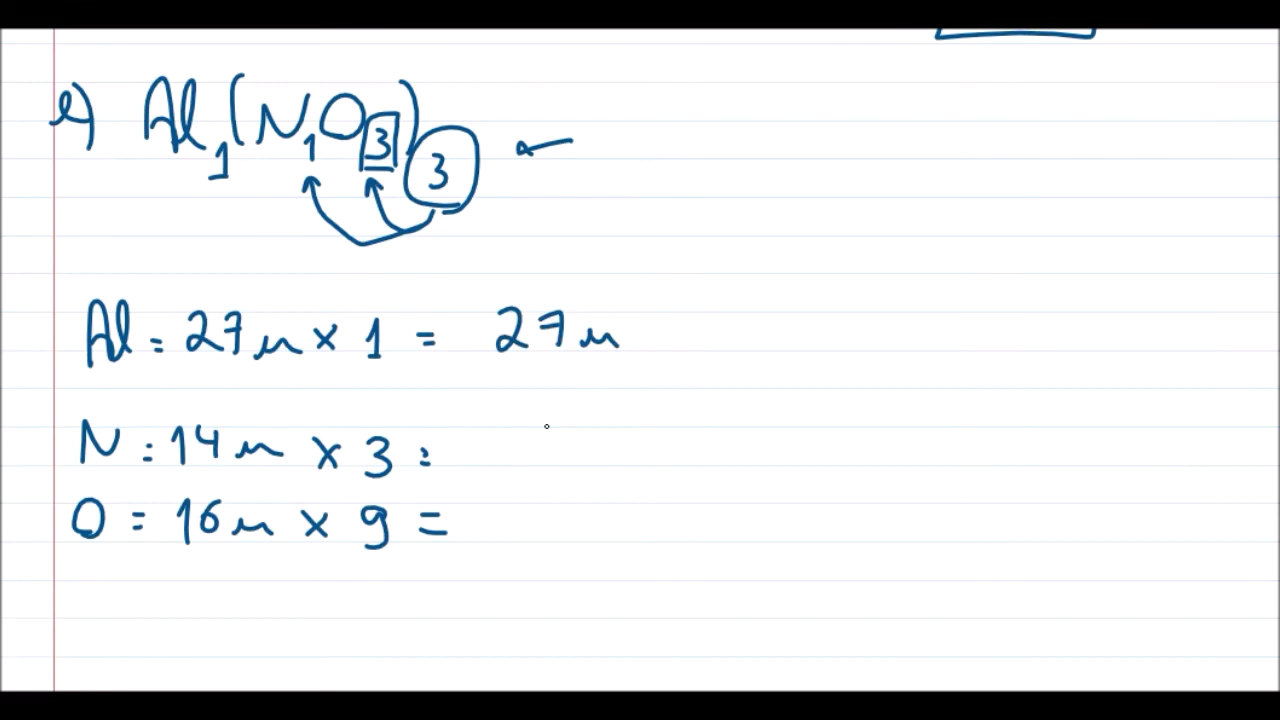 e) Al₁(N₁O₃)₃
Al = 27u x 1 = 27u
N = 14u x 3 =
O = 16u x 9 =